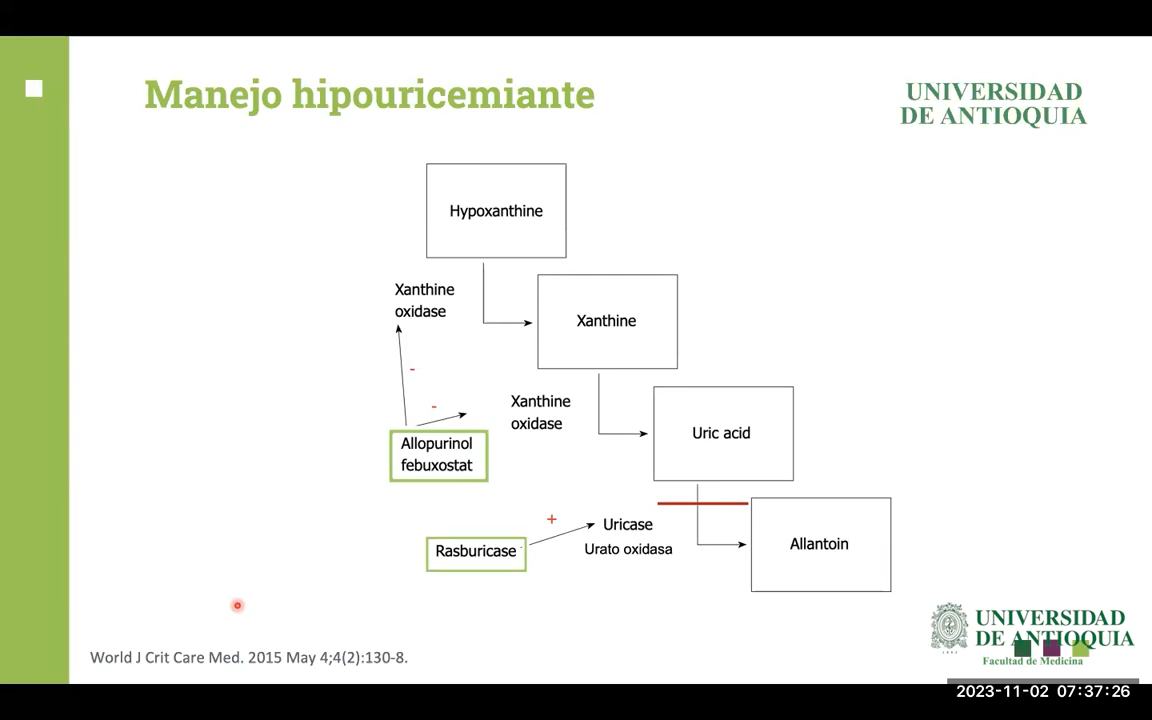 Manejo hipouricemiante
UNIVERSIDAD
DE ANTIOQUIA
Hypoxanthine
Xanthine
oxidase
Xanthine
-
-
Xanthine
oxidase
Uric acid
Allopurinol
febuxostat
+
Uricase
Urato oxidasa
Rasburicase
Allantoin
UNIVERSIDAD
DE ANTIOQUIA
Facultad de Medicina
World J Crit Care Med. 2015 May 4;4(2):130-8.
2023-11-02 07:37:26